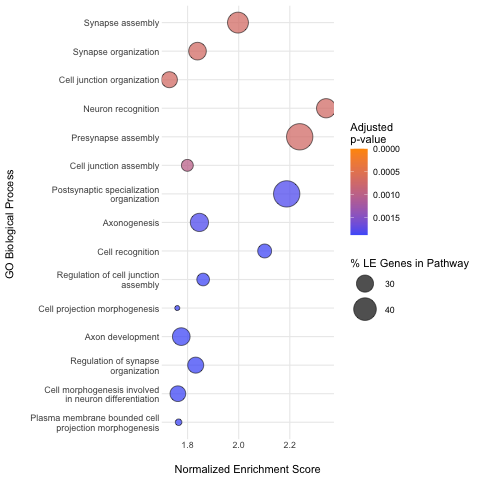 Synapse assembly
Synapse organization
Cell junction organization
Neuron recognition
Presynapse assembly
Cell junction assembly
Postsynaptic specialization
organization
Axonogenesis
Cell recognition
Regulation of cell junction
assembly
Cell projection morphogenesis
Axon development
Regulation of synapse
organization
Cell morphogenesis involved
in neuron differentiation
Plasma membrane bounded cell
projection morphogenesis
GO Biological Process
1.8 2.0 2.2
Normalized Enrichment Score
Adjusted
p-value
0.0000
0.0005
0.0010
0.0015
% LE Genes in Pathway
30
40